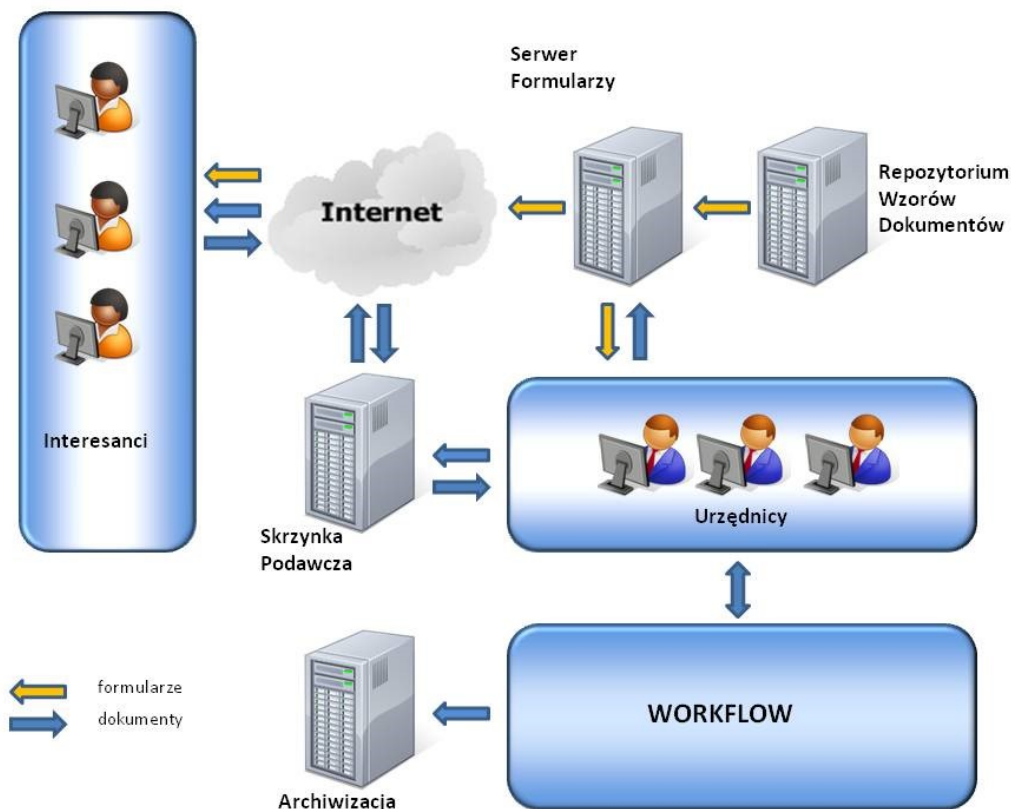 Serwer
Formularzy
Repozytorium
Wzorów
Dokumentów
Internet
Interesanci
Skrzynka
Podawcza
Urzędnicy
WORKFLOW
Archiwizacja
formularze
dokumenty